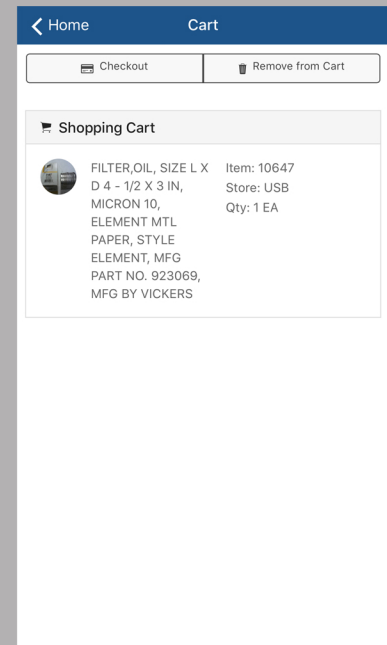 Home
Cart
Checkout
Remove from Cart
Shopping Cart
FILTER,OIL, SIZE L X
D 4 - 1/2 X 3 IN,
MICRON 10,
ELEMENT MTL
PAPER, STYLE
ELEMENT, MFG
PART NO. 923069,
MFG BY VICKERS
Item: 10647
Store: USB
Qty: 1 EA